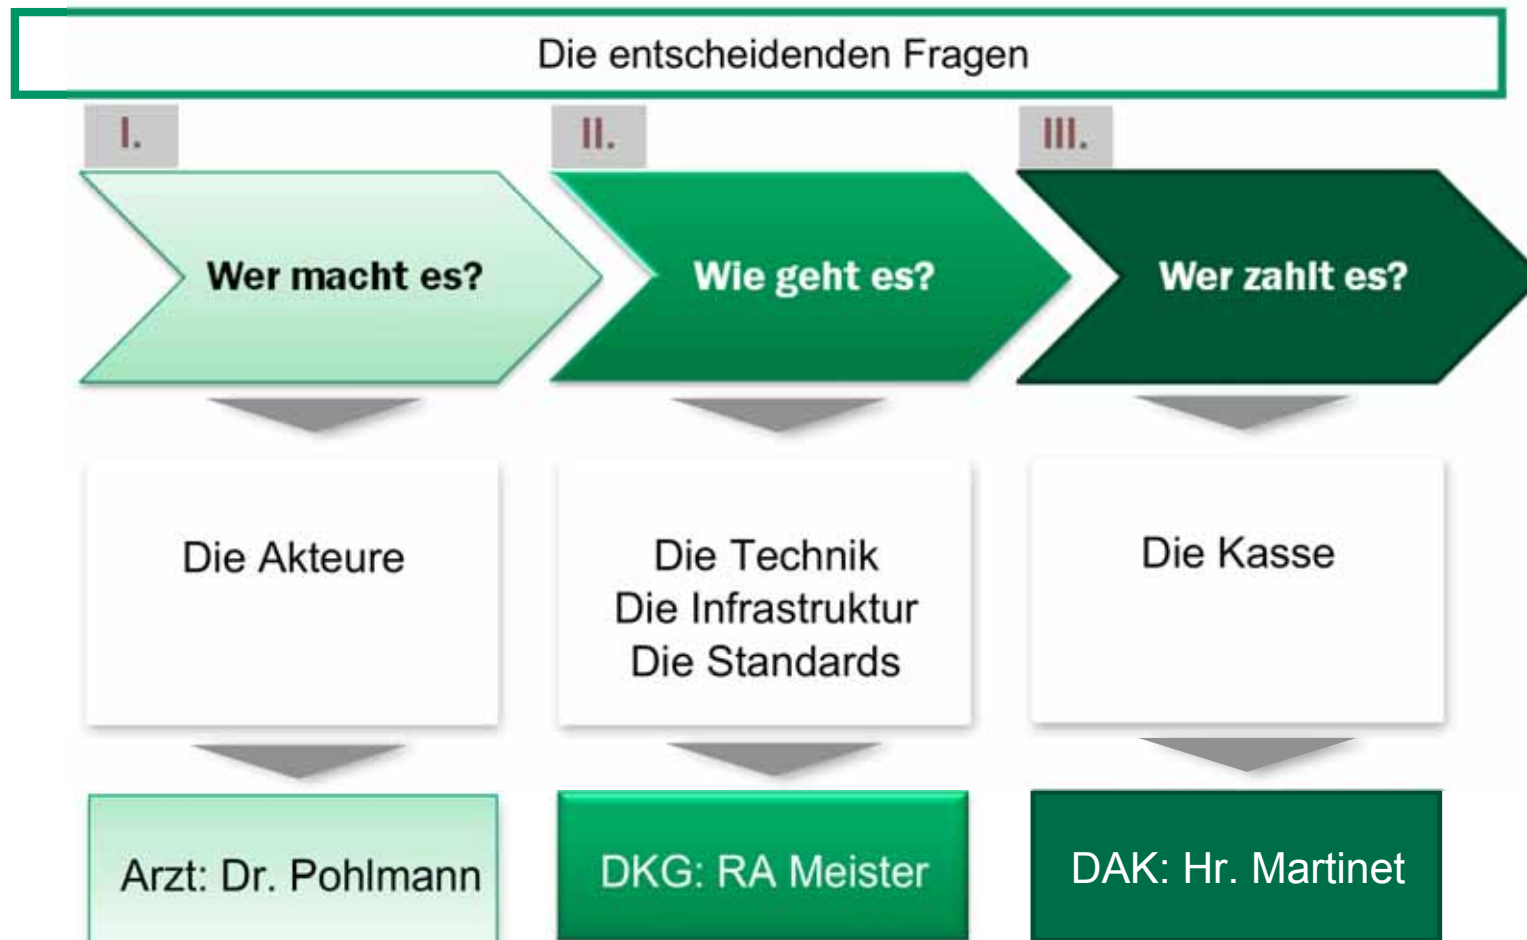 Die entscheidenden Fragen
I.
Wer macht es?
Die Akteure
Arzt: Dr. Pohlmann
II.
Wie geht es?
Die Technik
Die Infrastruktur
Die Standards
DKG: RA Meister
III.
Wer zahlt es?
Die Kasse
DAK: Hr. Martinet